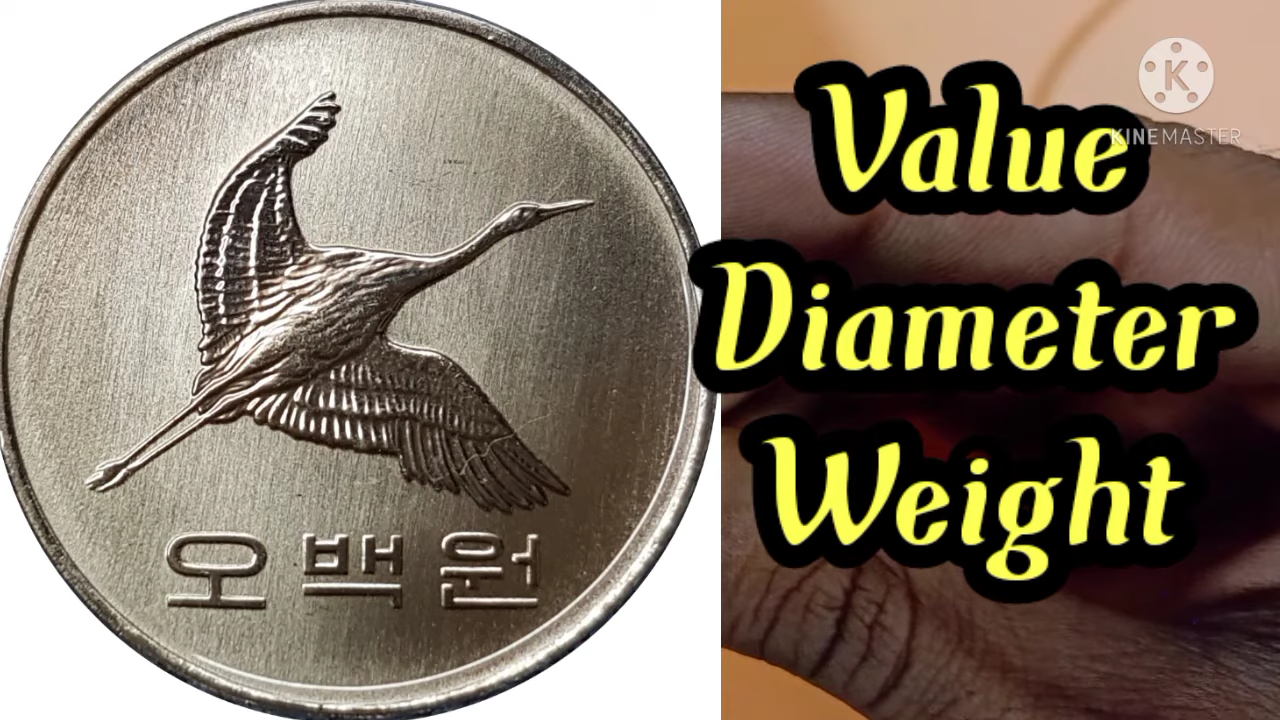 오백원
Value
KINEMASTER
Diameter
Weight
K